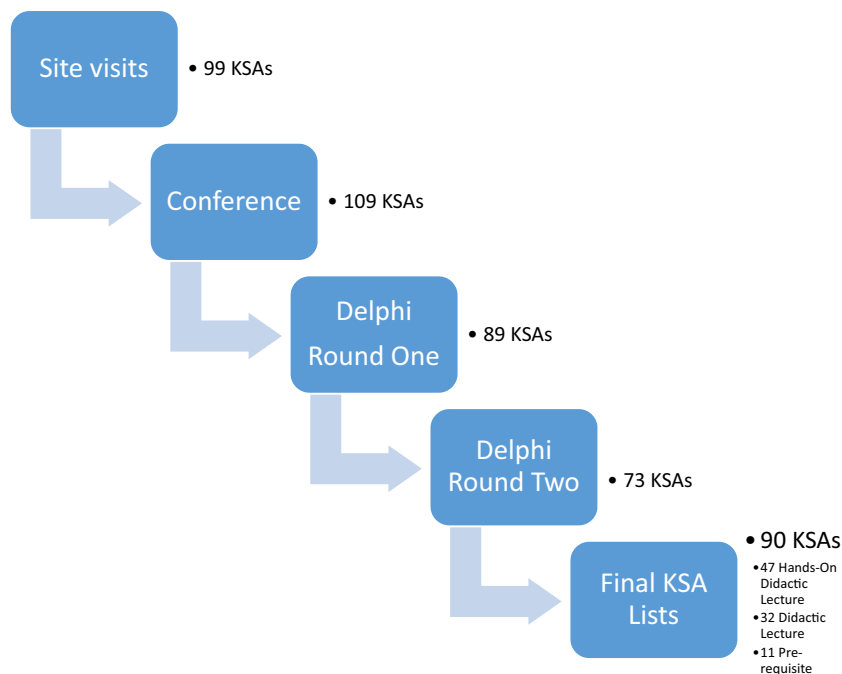 Site visits
• 99 KSAs
Conference
• 109 KSAs
Delphi
Round One
• 89 KSAs
Delphi
Round Two
• 73 KSAs
Final KSA
Lists
• 90 KSAs
•47 Hands-On
Didactic
Lecture
•32 Didactic
Lecture
•11 Pre-
requisite